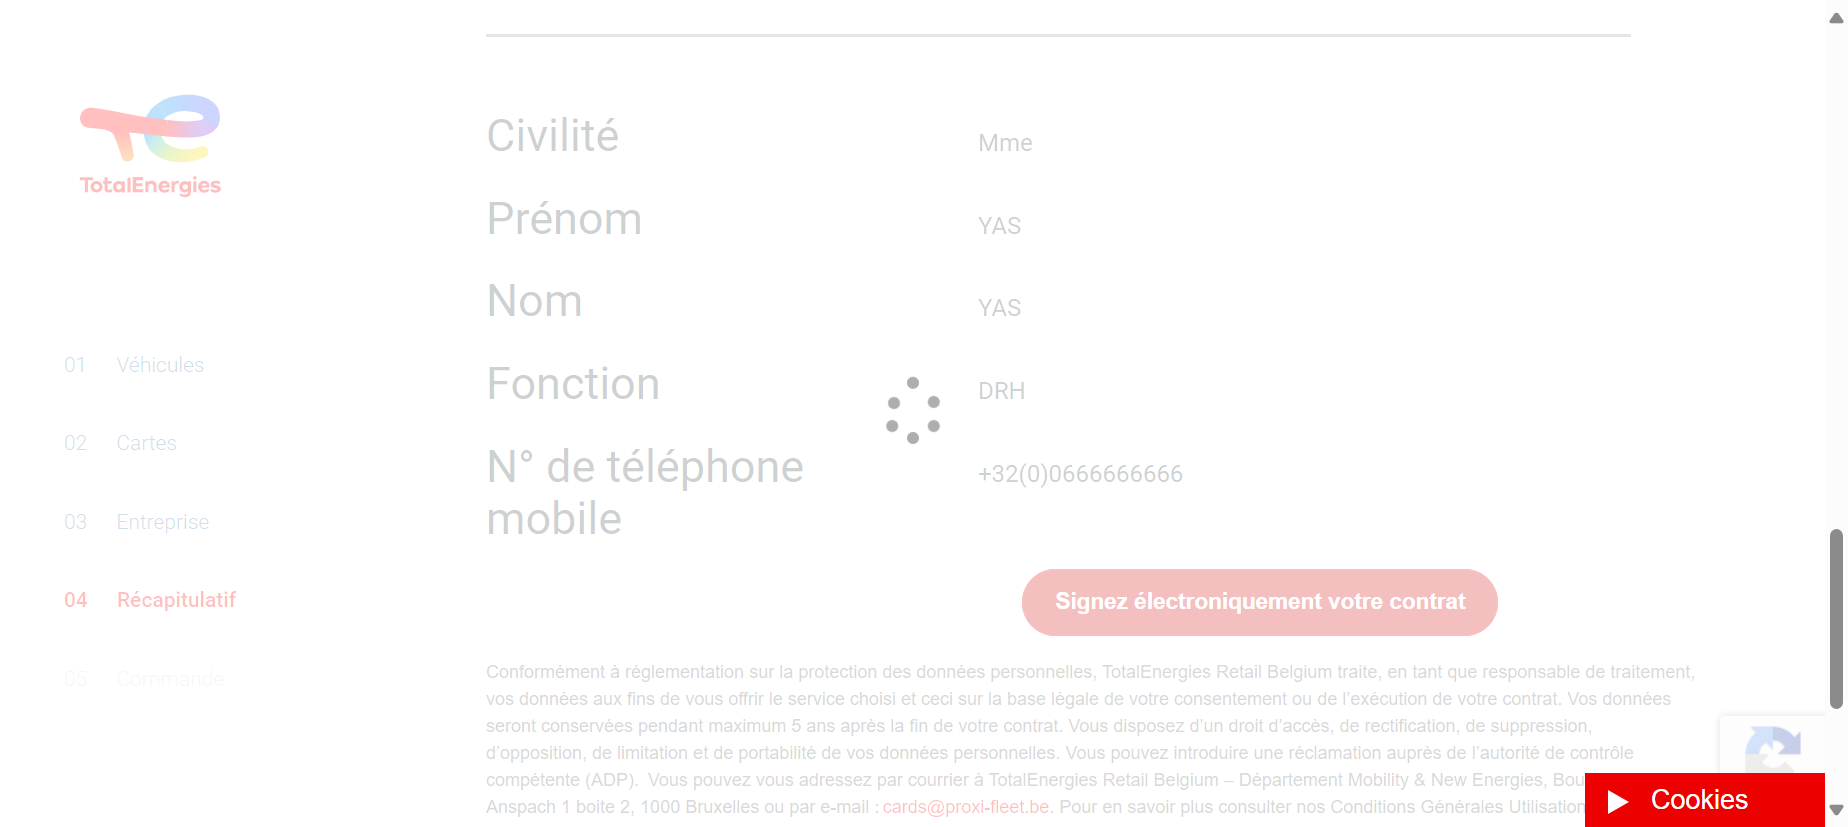 TotalEnergies
01 Véhicules
02 Cartes
03 Entreprise
04 Récapitulatif
05 Commande
Civilité Mme
Prénom YAS
Nom YAS
Fonction DRH
N° de téléphone +32(0)0666666666
mobile
Signez électroniquement votre contrat
Conformément à réglementation sur la protection des données personnelles, TotalEnergies Retail Belgium traite, en tant que responsable de traitement,
vos données aux fins de vous offrir le service choisi et ceci sur la base légale de votre consentement ou de l’exécution de votre contrat. Vos données
seront conservées pendant maximum 5 ans après la fin de votre contrat. Vous disposez d’un droit d’accès, de rectification, de suppression,
d’opposition, de limitation et de portabilité de vos données personnelles. Vous pouvez introduire une réclamation auprès de l’autorité de contrôle
compétente (ADP). Vous pouvez vous adressez par courrier à TotalEnergies Retail Belgium – Département Mobility & New Energies, Bou
Anspach 1 boite 2, 1000 Bruxelles ou par e-mail : cards@proxi-fleet.be. Pour en savoir plus consulter nos Conditions Générales Utilisation
Cookies